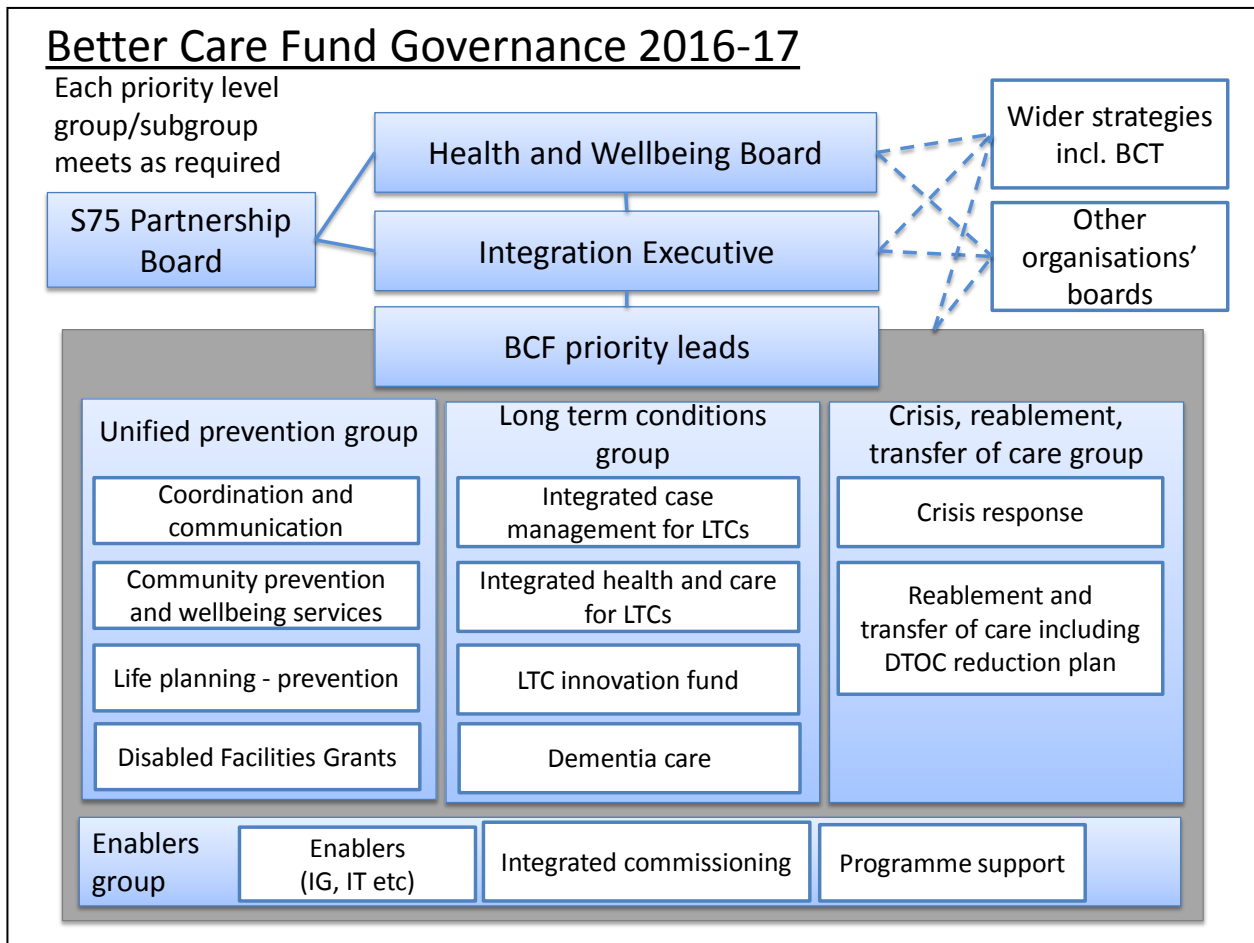 Better Care Fund Governance 2016-17
Each priority level
group/subgroup
meets as required
S75 Partnership
Board
Health and Wellbeing Board
Integration Executive
BCF priority leads
Wider strategies
incl. BCT
Other
organisations’
boards
Unified prevention group
Coordination and
communication
Community prevention
and wellbeing services
Life planning - prevention
Disabled Facilities Grants
Long term conditions
group
Integrated case
management for LTCs
Integrated health and care
for LTCs
LTC innovation fund
Dementia care
Crisis, reablement,
transfer of care group
Crisis response
Reablement and
transfer of care including
DTOC reduction plan
Enablers
group
Enablers
(IG, IT etc)
Integrated commissioning
Programme support